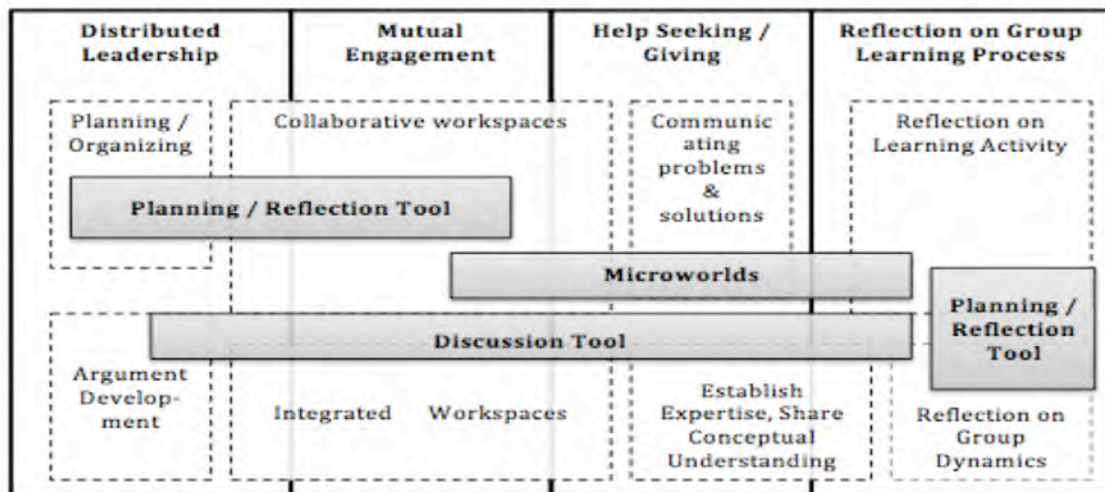 Distributed
Leadership
Mutual
Engagement
Help Seeking /
Giving
Reflection on Group
Learning Process
Planning /
Organizing
Collaborative workspaces
Communic
ating
problems
&
solutions
Reflection on
Learning Activity
Planning / Reflection Tool
Microworlds
Planning /
Reflection
Tool
Discussion Tool
Argument
Develop-
ment
Integrated Workspaces
Establish
Expertise, Share
Conceptual
Understanding
Reflection on
Group
Dynamics